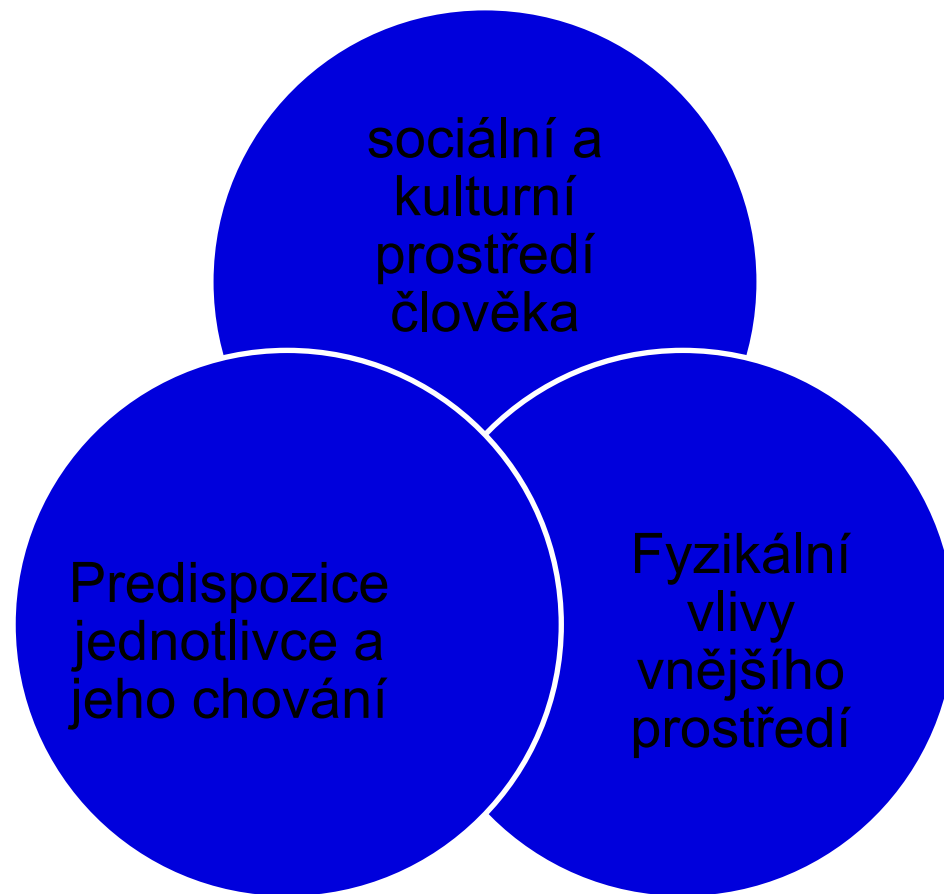 sociální a
kulturní
prostředí
člověka
Predispozice
jednotlivce a
jeho chování
Fyzikální
vlivy
vnějšího
prostředí